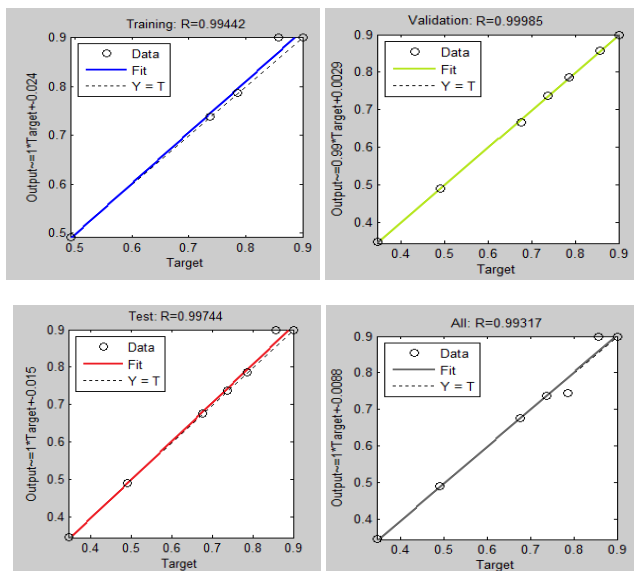 Training: R=0.99442
Output~=1*Target+-0.024
0.9
0.8
0.7
0.6
0.5
Data
Fit
Y = T
0.5 0.6 0.7 0.8 0.9
Target
Validation: R=0.99985
Output~=0.99*Target+0.0029
0.9
0.8
0.7
0.6
0.5
0.4
Data
Fit
Y = T
0.4 0.5 0.6 0.7 0.8 0.9
Target
Test: R=0.99744
Output~=1*Target+-0.015
0.9
0.8
0.7
0.6
0.5
0.4
Data
Fit
Y = T
0.4 0.5 0.6 0.7 0.8 0.9
Target
All: R=0.99317
Output~=1*Target+-0.0088
0.9
0.8
0.7
0.6
0.5
0.4
Data
Fit
Y = T
0.4 0.5 0.6 0.7 0.8 0.9
Target